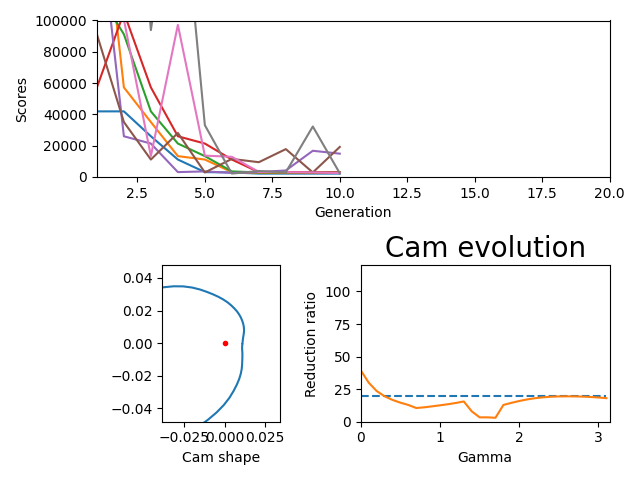 100000
80000
60000
40000
20000
0
Scores
2.5 5.0 7.5 10.0 12.5 15.0 17.5 20.0
Generation
Cam evolution
0.04
0.02
0.00
−0.02
−0.04
−0.025 0.000 0.025
Cam shape
100
75
50
25
0
Reduction ratio
0 1 2 3
Gamma